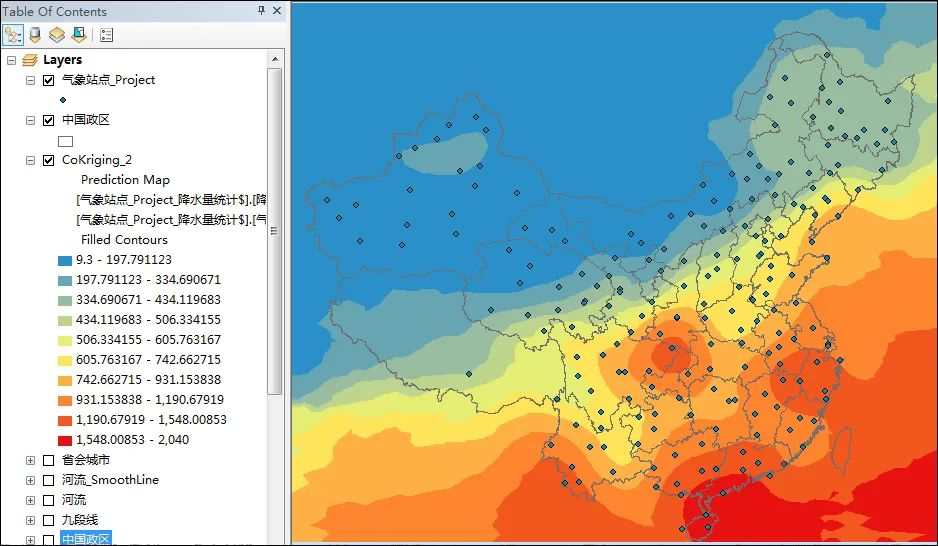 Table Of Contents
Layers
气象站点_Project
中国政区
CoKriging_2
Prediction Map
[气象站点_Project_降水量统计$].[降
[气象站点_Project_降水量统计$].[气
Filled Contours
9.3 - 197.791123
197.791123 - 334.690671
334.690671 - 434.119683
434.119683 - 506.334155
506.334155 - 605.763167
605.763167 - 742.662715
742.662715 - 931.153838
931.153838 - 1,190.67919
1,190.67919 - 1,548.00853
1,548.00853 - 2,040
省会城市
河流_SmoothLine
河流
九段线
中国政区